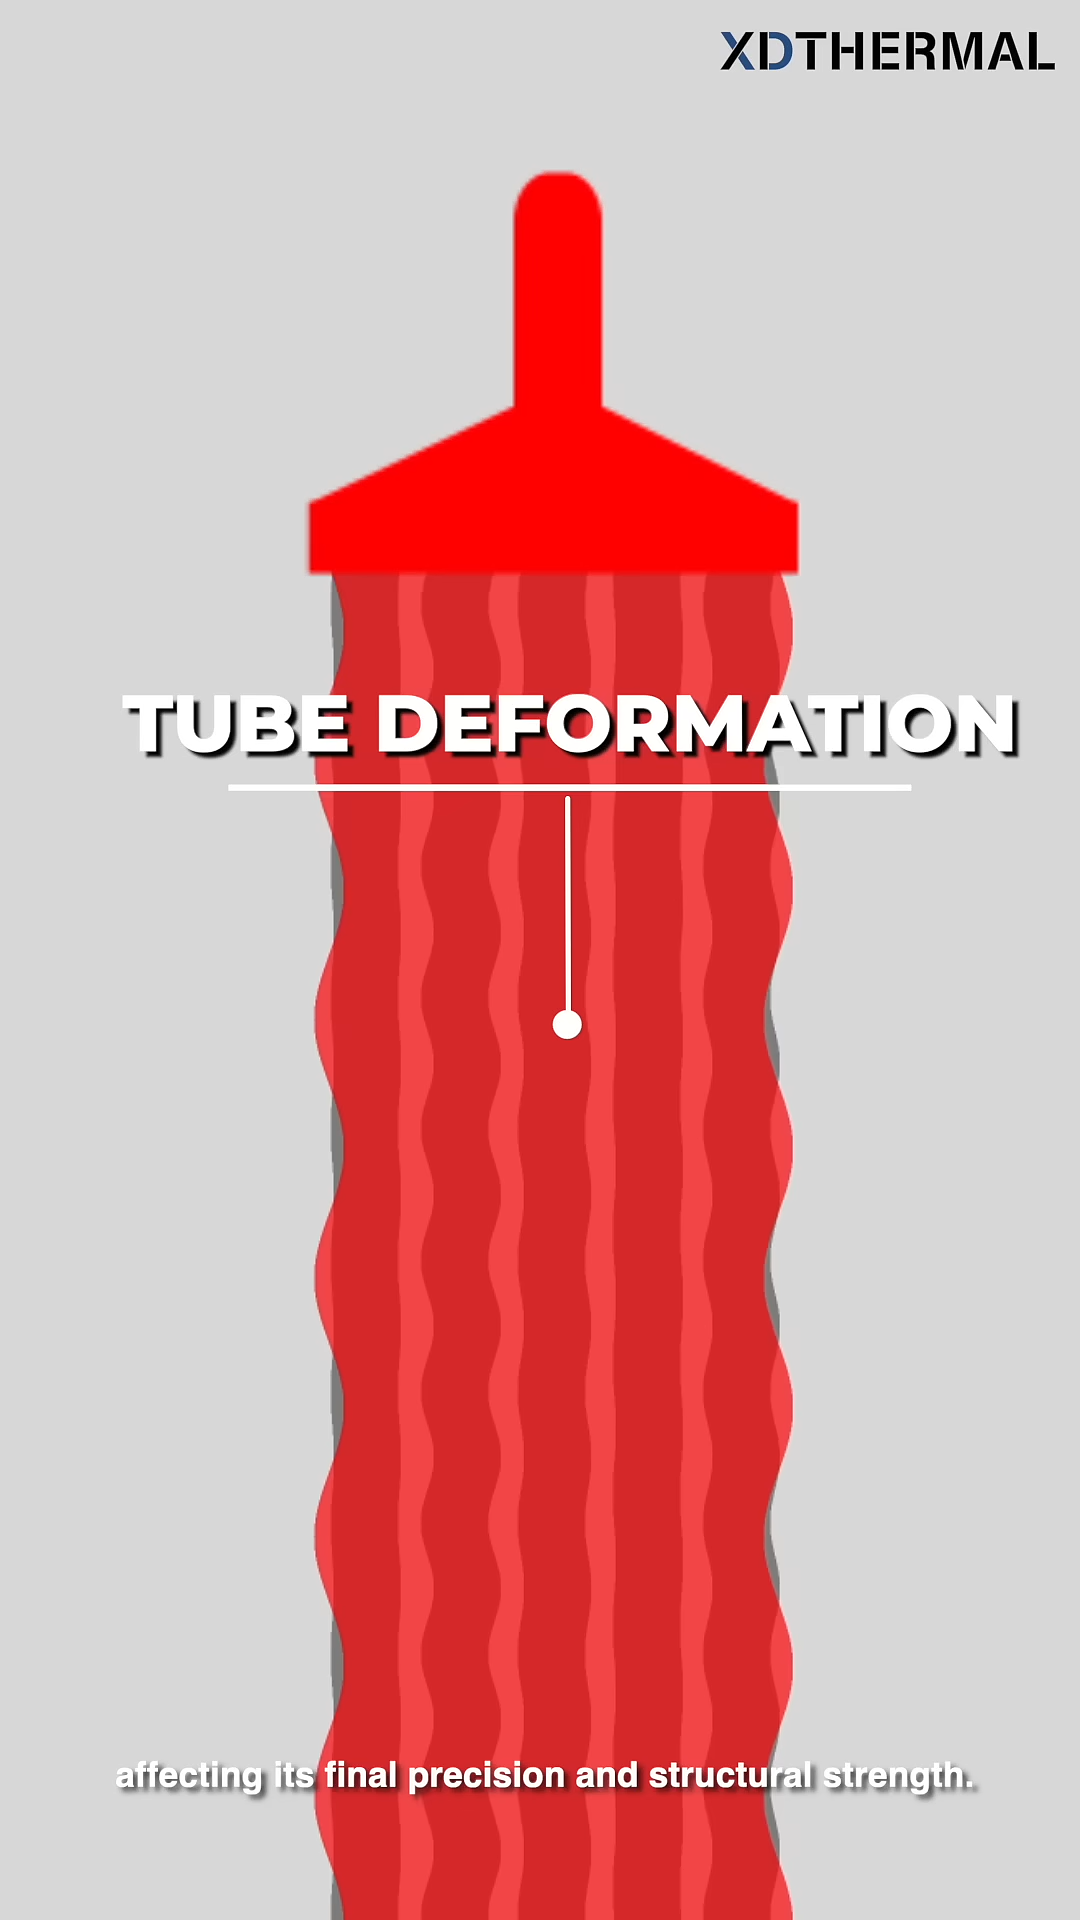 XDTHERMAL
TUBE DEFORMATION
affecting its final precision and structural strength.